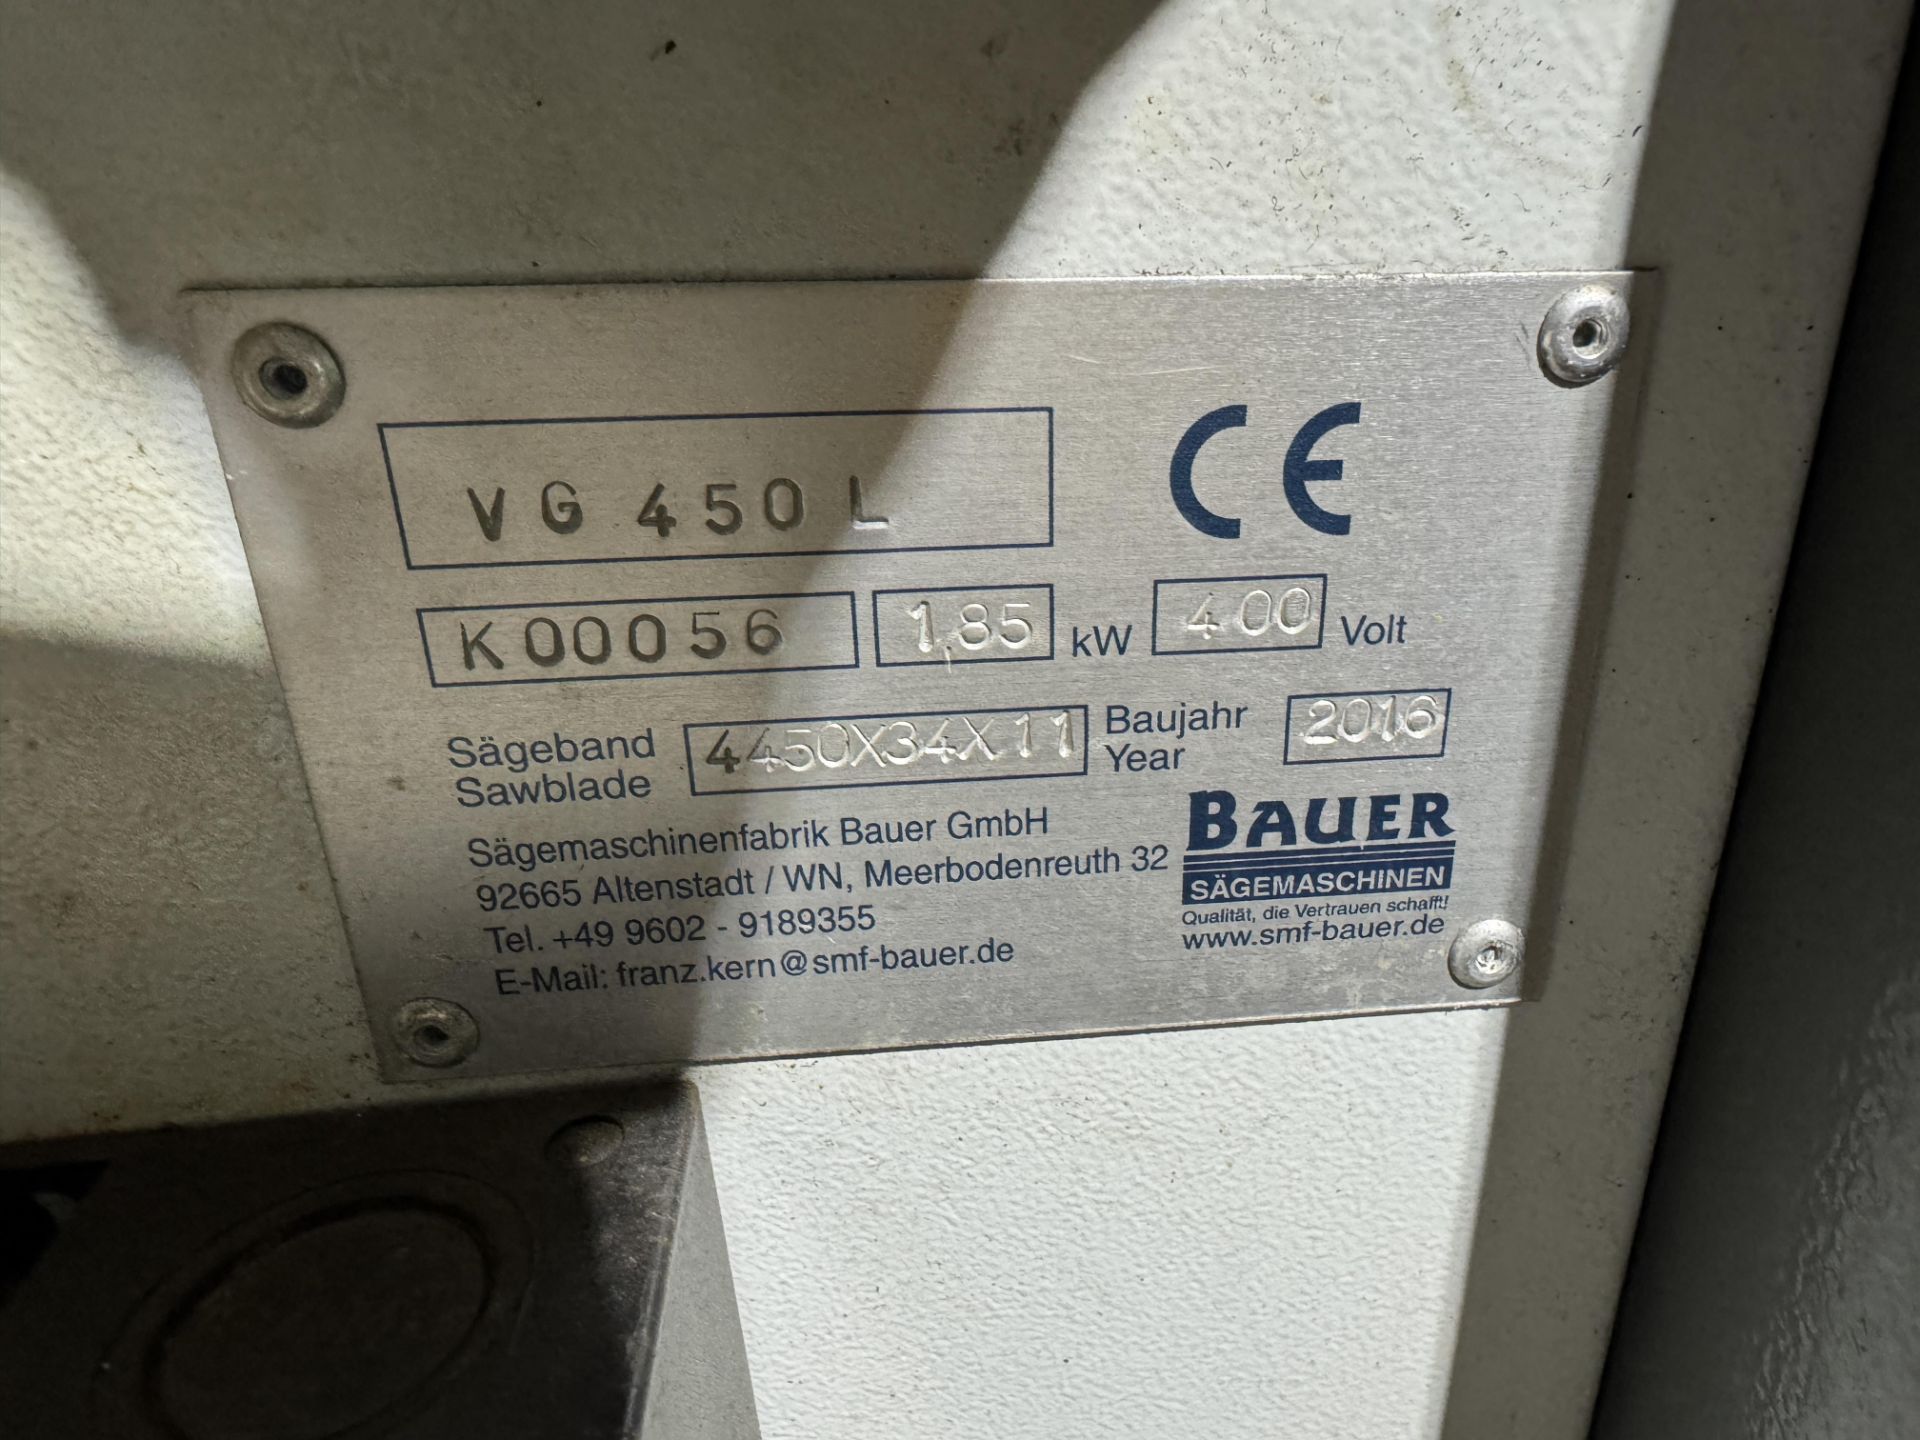 VG 450 L
CE
K00056 1,85 kW 400 Volt
Sägeband
Sawblade
4450X34X11
Baujahr
Year
2016
Sägemaschinenfabrik Bauer GmbH
92665 Altenstadt / WN, Meerbodenreuth 32
Tel. +49 9602 - 9189355
E-Mail: franz.kern@smf-bauer.de
BAUER
SÄGEMASCHINEN
Qualität, die Vertrauen schafft!
www.smf-bauer.de